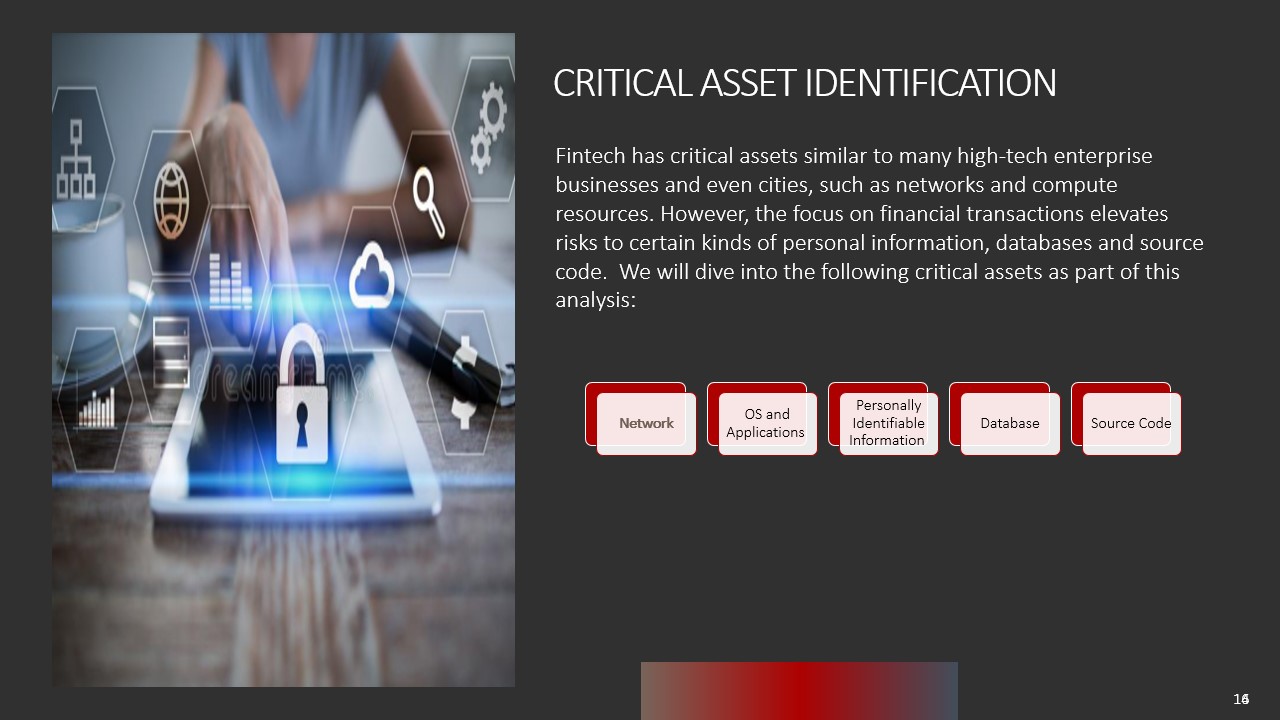 CRITICAL ASSET IDENTIFICATION
Fintech has critical assets similar to many high-tech enterprise
businesses and even cities, such as networks and compute
resources. However, the focus on financial transactions elevates
risks to certain kinds of personal information, databases and source
code.  We will dive into the following critical assets as part of this
analysis:
Network
OS and
Applications
Personally
Identifiable
Information
Database
Source Code
dreamstime